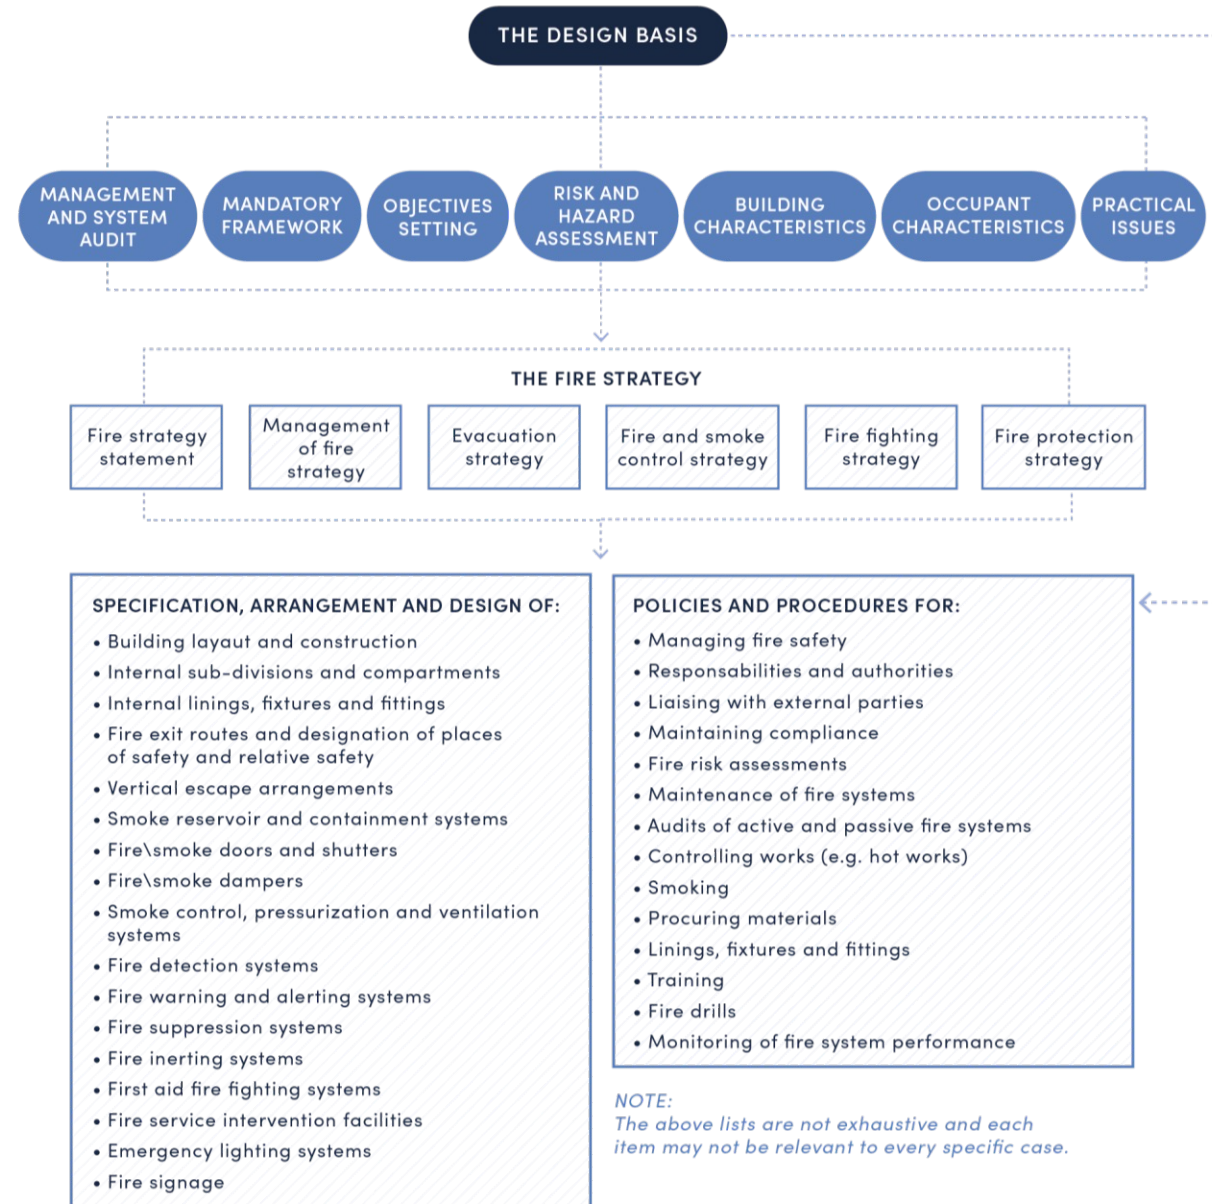 THE DESIGN BASIS
MANAGEMENT
AND SYSTEM
AUDIT
MANDATORY
FRAMEWORK
OBJECTIVES
SETTING
RISK AND
HAZARD
ASSESSMENT
BUILDING
CHARACTERISTICS
OCCUPANT
CHARACTERISTICS
PRACTICAL
ISSUES
THE FIRE STRATEGY
Fire strategy
statement
Management
of fire
strategy
Evacuation
strategy
Fire and smoke
control strategy
Fire fighting
strategy
Fire protection
strategy
SPECIFICATION, ARRANGEMENT AND DESIGN OF:
• Building layaut and construction
• Internal sub-divisions and compartments
• Internal linings, fixtures and fittings
• Fire exit routes and designation of places
of safety and relative safety
• Vertical escape arrangements
• Smoke reservoir and containment systems
• Fire\smoke doors and shutters
• Fire\smoke dampers
• Smoke control, pressurization and ventilation
systems
• Fire detection systems
• Fire warning and alerting systems
• Fire suppression systems
• Fire inerting systems
• First aid fire fighting systems
• Fire service intervention facilities
• Emergency lighting systems
• Fire signage
POLICIES AND PROCEDURES FOR:
• Managing fire safety
• Responsabilities and authorities
• Liaising with external parties
• Maintaining compliance
• Fire risk assessments
• Maintenance of fire systems
• Audits of active and passive fire systems
• Controlling works (e.g. hot works)
• Smoking
• Procuring materials
• Linings, fixtures and fittings
• Training
• Fire drills
• Monitoring of fire system performance
NOTE:
The above lists are not exhaustive and each
item may not be relevant to every specific case.